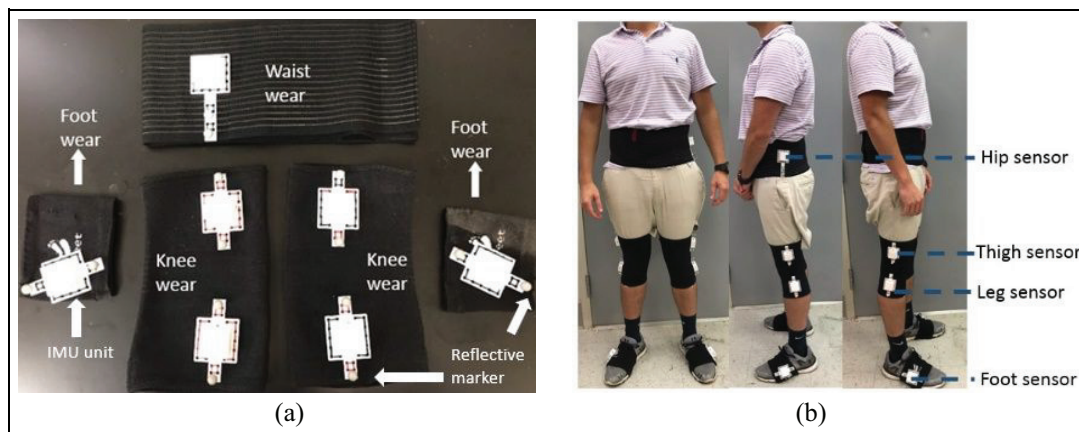 Waist
wear
Foot
wear
Foot
wear
Knee
wear
Knee
wear
IMU unit
Reflective
marker
(a)
Hip sensor
Thigh sensor
Leg sensor
Foot sensor
(b)